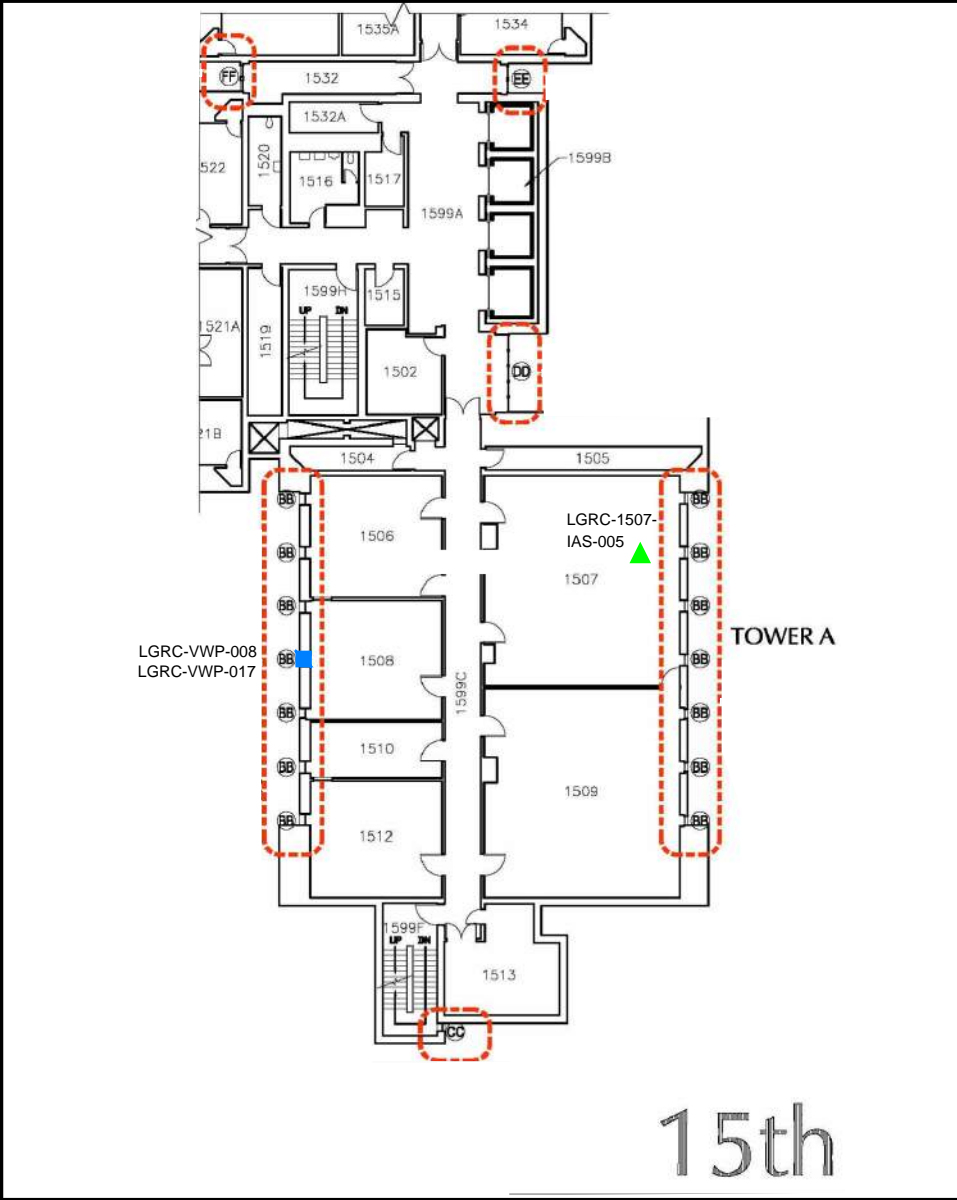 1535A
1534
FF
1532
EE
1532A
1520
1522
1516
1517
1599B
1599A
1599H
UP DN
1515
1521A
1519
1502
DD
21B
1504
1505
BB
BB
1506
LGRC-1507-
IAS-005
BB
BB
1507
BB
BB
TOWER A
LGRC-VWP-008
LGRC-VWP-017
BB
1508
BB
1599C
BB
BB
1510
BB
BB
1509
BB
BB
1512
1599F
UP DN
1513
CC
15th